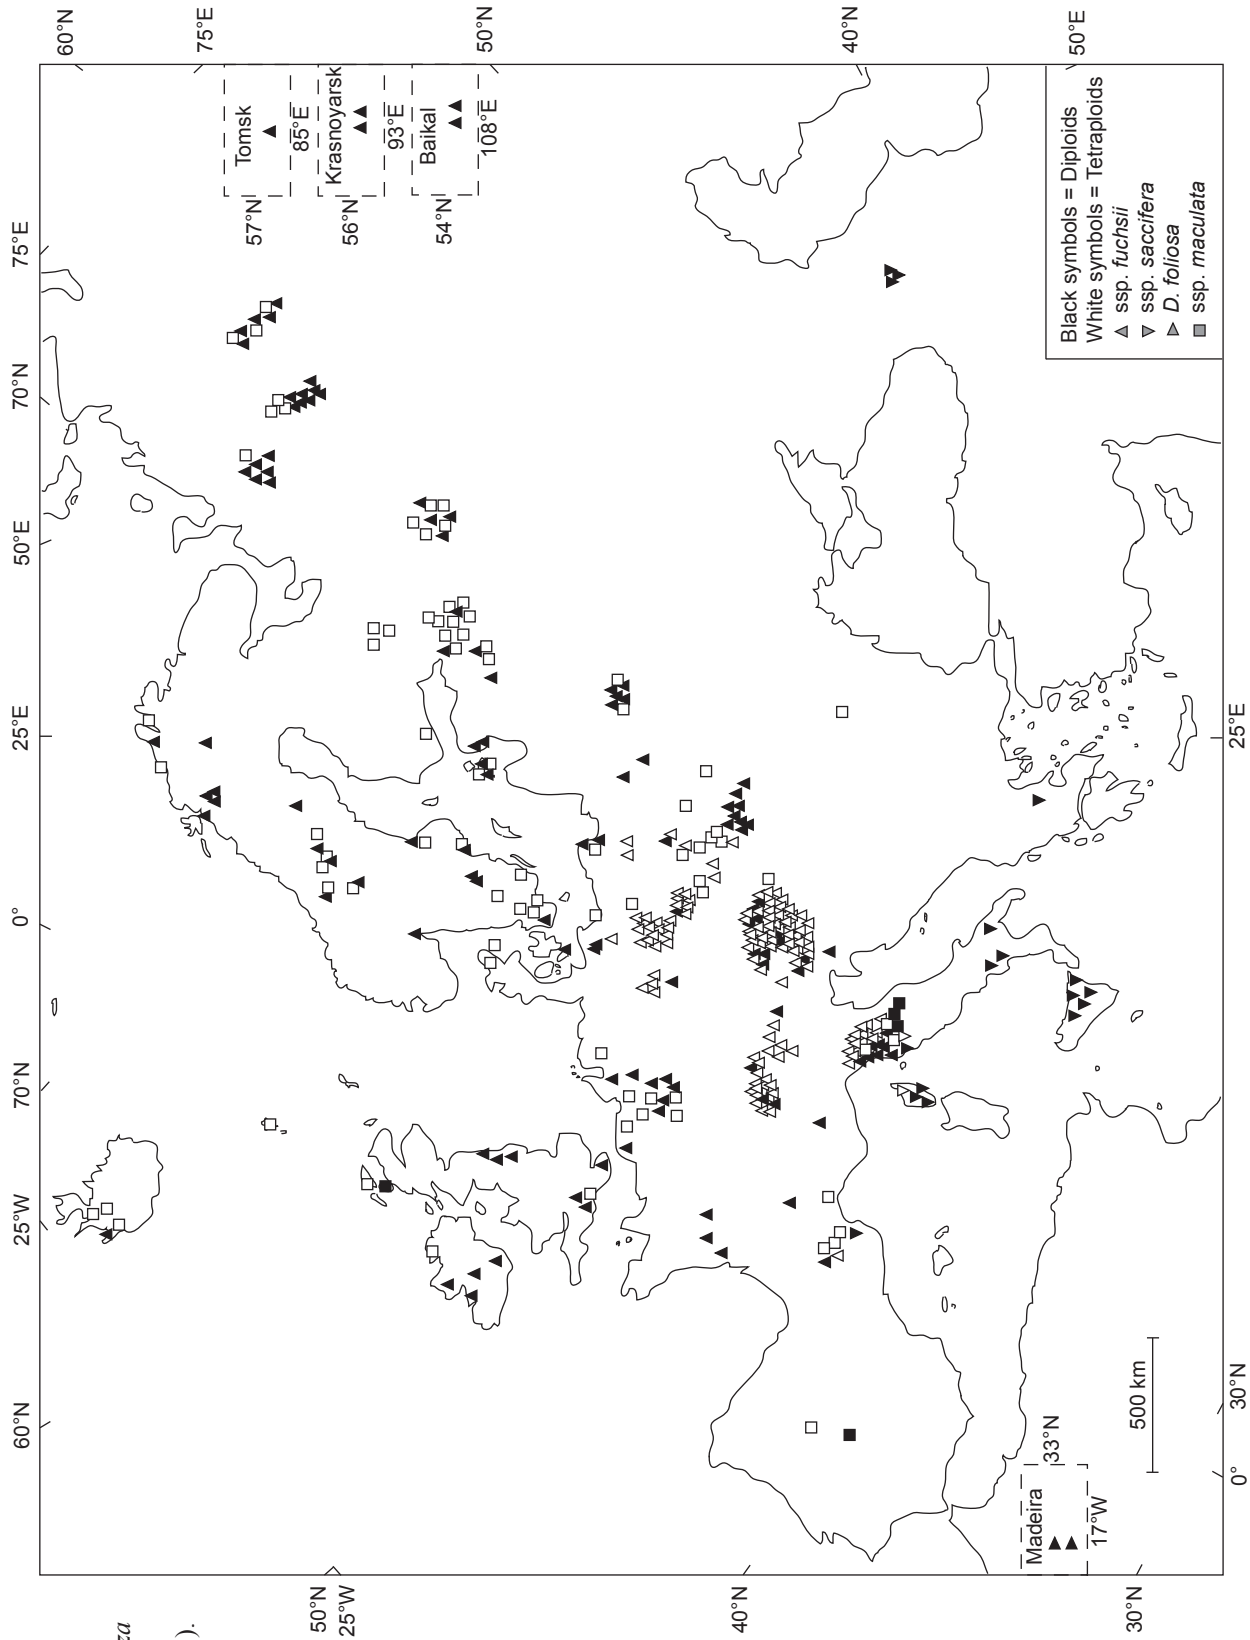 60°N
75°E
50°N
40°N
50°E
Tomsk
85°E
57°N
Krasnoyarsk
93°E
56°N
Baikal
108°E
54°N
75°E
70°N
50°E
25°E
0°
70°N
25°W
60°N
Black symbols = Diploids
White symbols = Tetraploids
ssp. fuchsii
ssp. saccifera
D. foliosa
ssp. maculata
25°E
500 km
30°N
0°
Madeira
33°N
17°W
50°N
25°W
40°N
30°N
za
).